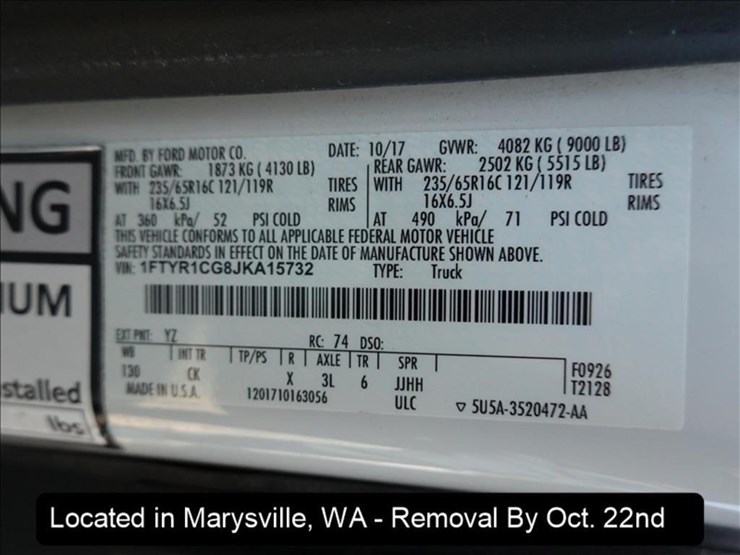 NG
IUM
stalled
lbs
MFD. BY FORD MOTOR CO. DATE: 10/17 GVWR: 4082 KG ( 9000 LB)
FRONT GAWR: 1873 KG ( 4130 LB) REAR GAWR: 2502 KG ( 5515 LB)
WITH 235/65R16C 121/119R TIRES WITH 235/65R16C 121/119R TIRES
16X6.5J RIMS 16X6.5J RIMS
AT 360 kPa/ 52 PSI COLD AT 490 kPa/ 71 PSI COLD
THIS VEHICLE CONFORMS TO ALL APPLICABLE FEDERAL MOTOR VEHICLE
SAFETY STANDARDS IN EFFECT ON THE DATE OF MANUFACTURE SHOWN ABOVE.
VIN: 1FTYR1CG8JKA15732 TYPE: Truck
EXT PNT: YZ RC: 74 DSO:
WB INT TR TP/PS R AXLE TR SPR F0926
130 CK X 3L 6 JJHH T2128
MADE IN U.S.A. 1201710163056 ULC ▽ 5U5A-3520472-AA
Located in Marysville, WA - Removal By Oct. 22nd